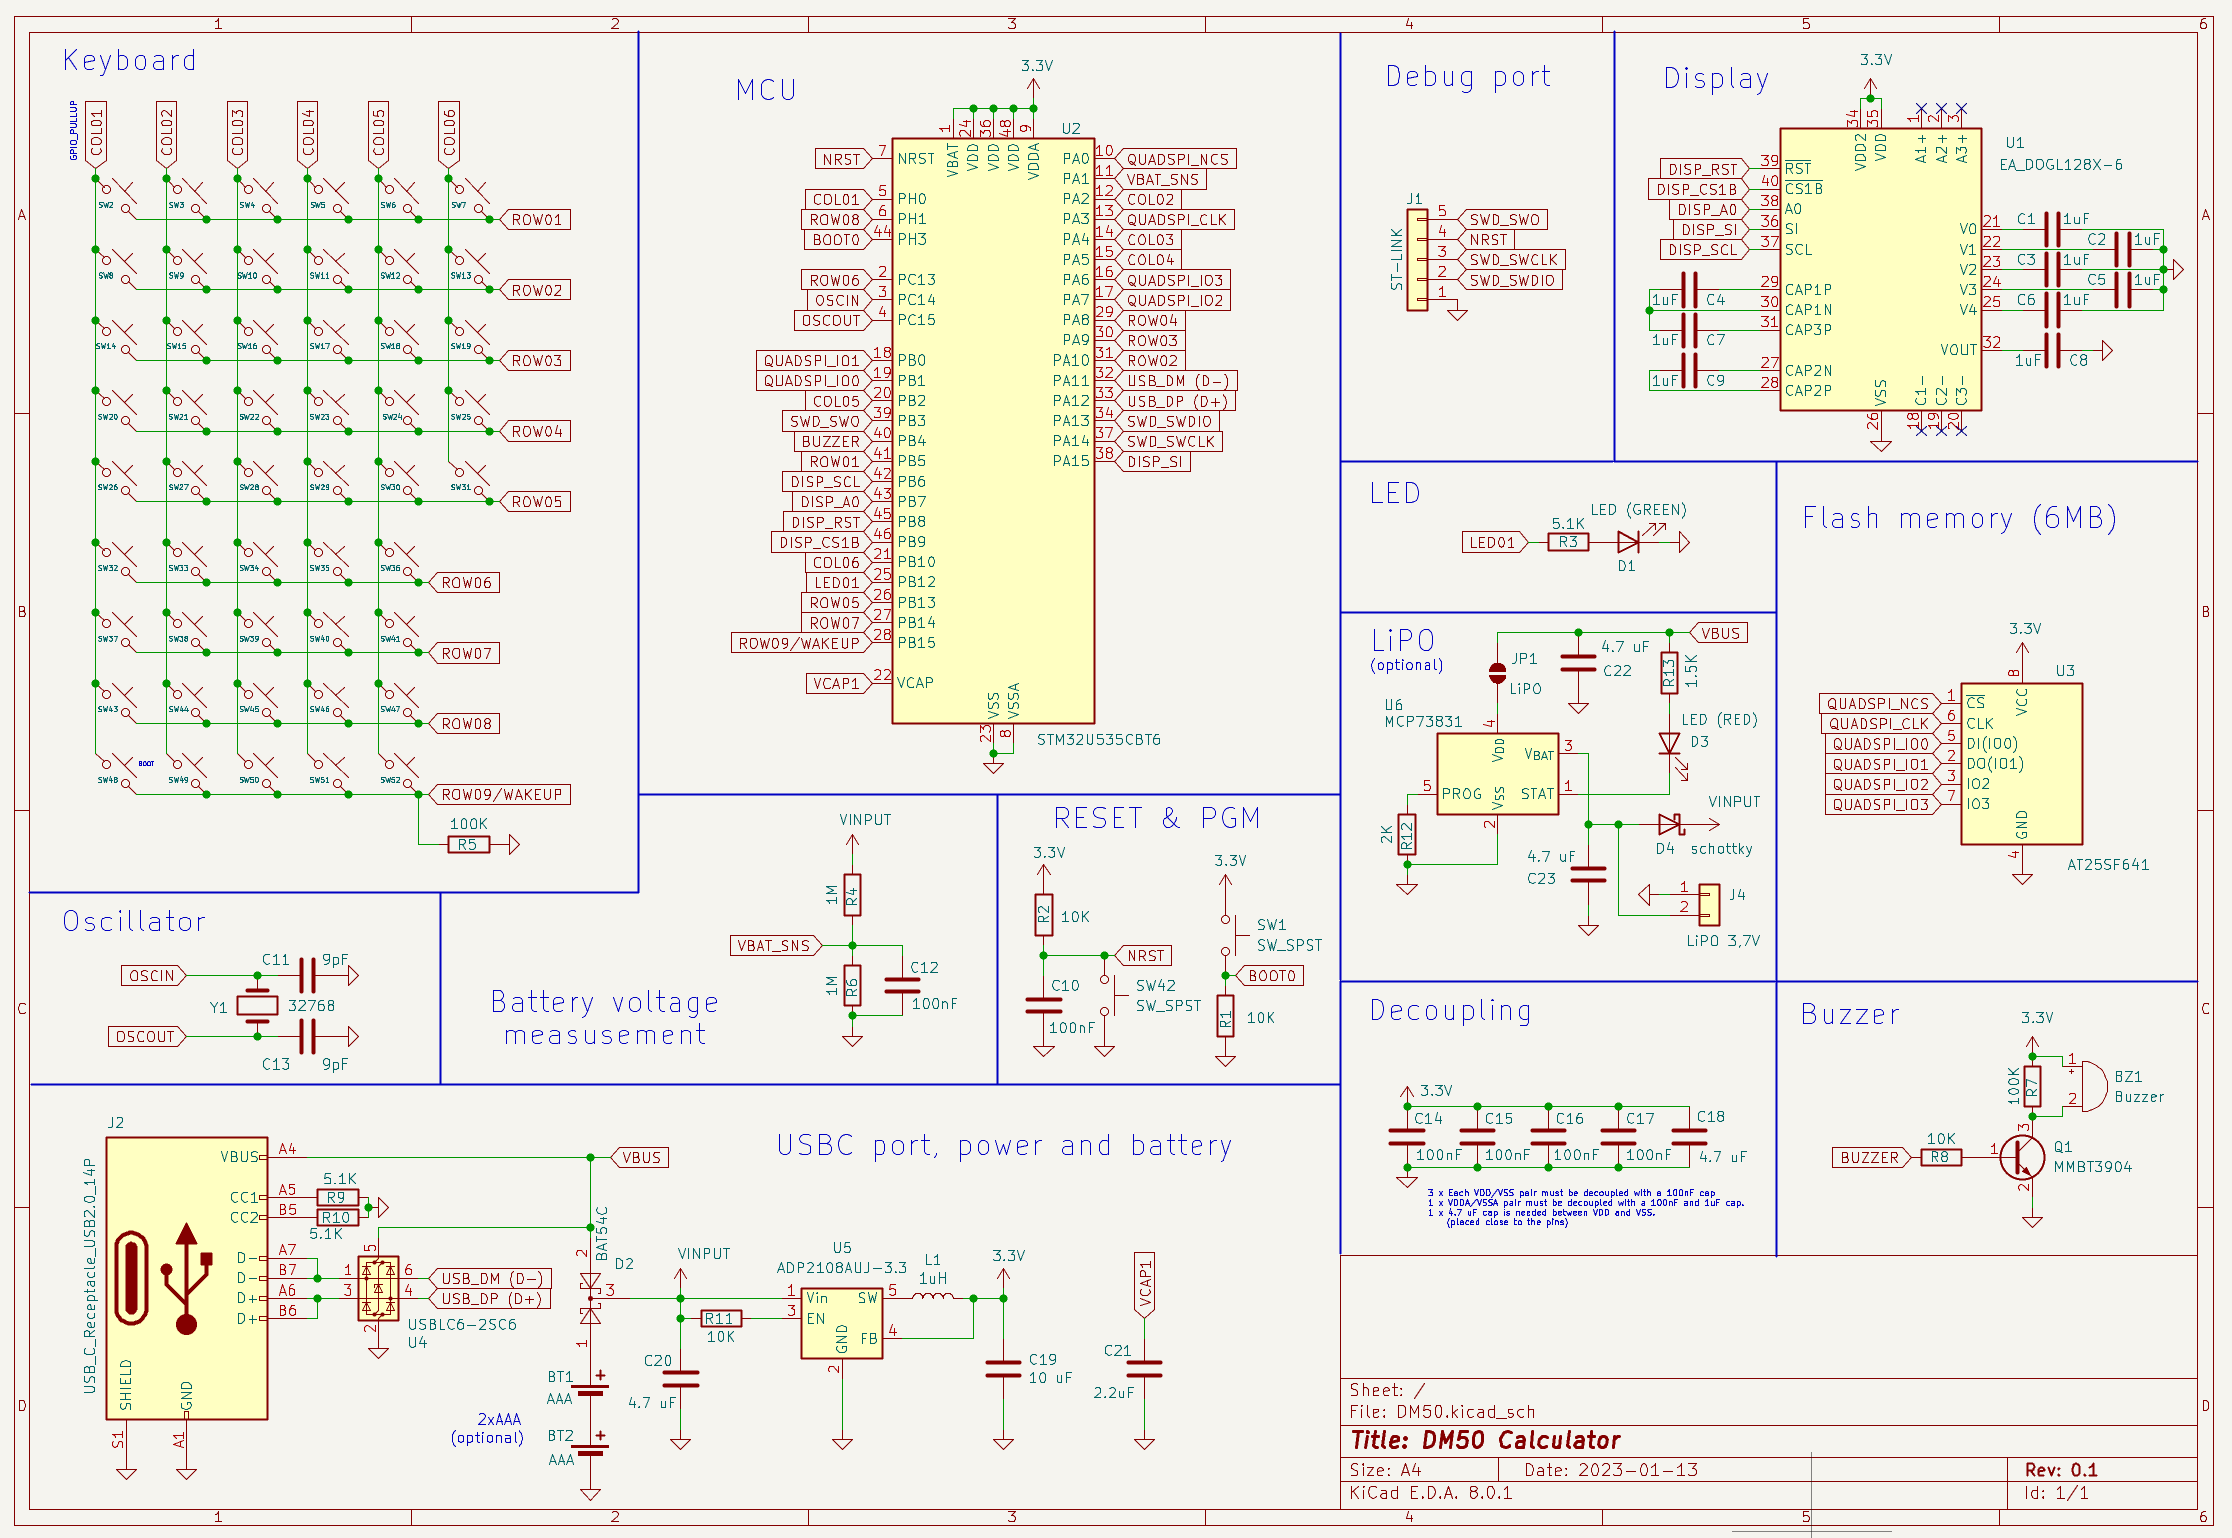 1 2 3 4 5 6
A
B
C
D
Keyboard
GPIO_PULLUP
COL01 COL02 COL03 COL04 COL05 COL06
SW2 SW3 SW4 SW5 SW6 SW7
ROW01
SW8 SW9 SW10 SW11 SW12 SW13
ROW02
SW14 SW15 SW16 SW17 SW18 SW19
ROW03
SW20 SW21 SW22 SW23 SW24 SW25
ROW04
SW26 SW27 SW28 SW29 SW30 SW31
ROW05
SW32 SW33 SW34 SW35 SW36
ROW06
SW37 SW38 SW39 SW40 SW41
ROW07
SW43 SW44 SW45 SW46 SW47
ROW08
BOOT
SW48 SW49 SW50 SW51 SW52
ROW09/WAKEUP
100K
R5
MCU
3.3V
U2
1 24 36 48 9
VBAT VDD VDD VDD VDDA
NRST 7 NRST
COL01 5 PH0
ROW08 6 PH1
BOOT0 44 PH3
ROW06 2 PC13
OSCIN 3 PC14
OSCOUT 4 PC15
QUADSPI_IO1 18 PB0
QUADSPI_IO0 19 PB1
COL05 20 PB2
SWD_SWO 39 PB3
BUZZER 40 PB4
ROW01 41 PB5
DISP_SCL 42 PB6
DISP_A0 43 PB7
DISP_RST 45 PB8
DISP_CS1B 46 PB9
COL06 21 PB10
LED01 25 PB12
ROW05 26 PB13
ROW07 27 PB14
ROW09/WAKEUP 28 PB15
VCAP1 22 VCAP
PA0 10 QUADSPI_NCS
PA1 11 VBAT_SNS
PA2 12 COL02
PA3 13 QUADSPI_CLK
PA4 14 COL03
PA5 15 COL04
PA6 16 QUADSPI_IO3
PA7 17 QUADSPI_IO2
PA8 29 ROW04
PA9 30 ROW03
PA10 31 ROW02
PA11 32 USB_DM (D-)
PA12 33 USB_DP (D+)
PA13 34 SWD_SWDIO
PA14 37 SWD_SWCLK
PA15 38 DISP_SI
VSS VSSA
23 8
STM32U535CBT6
Debug port
J1
ST-LINK
5 SWD_SWO
4 NRST
3 SWD_SWCLK
2 SWD_SWDIO
1
Display
3.3V
34 35 1 2 3
VDD2 VDD A1+ A2+ A3+
U1
EA_DOGL128X-6
DISP_RST 39 RST
DISP_CS1B 40 CS1B
DISP_A0 38 A0
DISP_SI 36 SI
DISP_SCL 37 SCL
29 CAP1P
30 CAP1N
31 CAP3P
27 CAP2N
28 CAP2P
1uF C4
1uF C7
1uF C9
V0 21 C1 1uF
V1 22 C2 1uF
V2 23 C3 1uF
V3 24 C5 1uF
V4 25 C6 1uF
VOUT 32 1uF C8
VSS C1- C2- C3-
26 18 19 20
LED
LED01
5.1K
R3
LED (GREEN)
D1
LiPO
(optional)
VBUS
JP1
LiPO
4.7 uF
C22
R13
1.5K
U6
MCP73831
4
VDD
VBAT 3
5 PROG
STAT 1
VSS
2
2K
R12
LED (RED)
D3
VINPUT
D4 schottky
4.7 uF
C23
1
2
J4
LiPO 3,7V
Flash memory (6MB)
3.3V
U3
8
VCC
QUADSPI_NCS 1 CS
QUADSPI_CLK 6 CLK
QUADSPI_IO0 5 DI(IO0)
QUADSPI_IO1 2 DO(IO1)
QUADSPI_IO2 3 IO2
QUADSPI_IO3 7 IO3
GND
4
AT25SF641
Oscillator
OSCIN
C11 9pF
Y1 32768
OSCOUT
C13 9pF
Battery voltage
measusement
VINPUT
1M R4
VBAT_SNS
1M R6
C12
100nF
RESET & PGM
3.3V
R2 10K
NRST
C10
100nF
SW42
SW_SPST
3.3V
SW1
SW_SPST
BOOT0
R1 10K
Decoupling
3.3V
C14 C15 C16 C17 C18
100nF 100nF 100nF 100nF 4.7 uF
3 x Each VDD/VSS pair must be decoupled with a 100nF cap
1 x VDDA/VSSA pair must be decoupled with a 100nF and 1uF cap.
1 x 4.7 uF cap is needed between VDD and VSS.
(placed close to the pins)
Buzzer
3.3V
100K R7
1
+
2
BZ1
Buzzer
BUZZER
10K
R8
1
3
2
Q1
MMBT3904
USBC port, power and battery
J2
USB_C_Receptacle_USB2.0_14P
VBUS A4
CC1 A5
CC2 B5
D- A7
D- B7
D+ A6
D+ B6
SHIELD GND
S1 A1
5.1K
R9
R10
5.1K
5
1 6
3 4
2
USB_DM (D-)
USB_DP (D+)
USBLC6-2SC6
U4
VBUS
BAT54C
2
D2
3
1
BT1 +
AAA
2xAAA
(optional)
BT2 +
AAA
VINPUT
R11
10K
C20
4.7 uF
U5
ADP2108AUJ-3.3
1 Vin
3 EN
SW 5
FB 4
GND
2
L1
1uH
3.3V
C19
10 uF
VCAP1
C21
2.2uF
Sheet: /
File: DM50.kicad_sch
Title: DM50 Calculator
Size: A4 Date: 2023-01-13 Rev: 0.1
KiCad E.D.A. 8.0.1 Id: 1/1
A
B
C
D
1 2 3 4 5 6